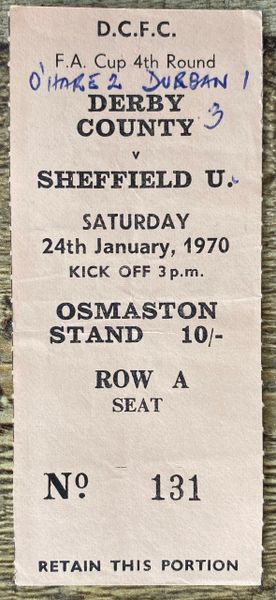 D.C.F.C.
F.A. Cup 4th Round
O'HARE 2 DURBAN 1
DERBY
COUNTY 3
v
SHEFFIELD U.
SATURDAY
24th January, 1970
KICK OFF 3 p.m.
OSMASTON
STAND 10/-
ROW A
SEAT
No. 131
RETAIN THIS PORTION